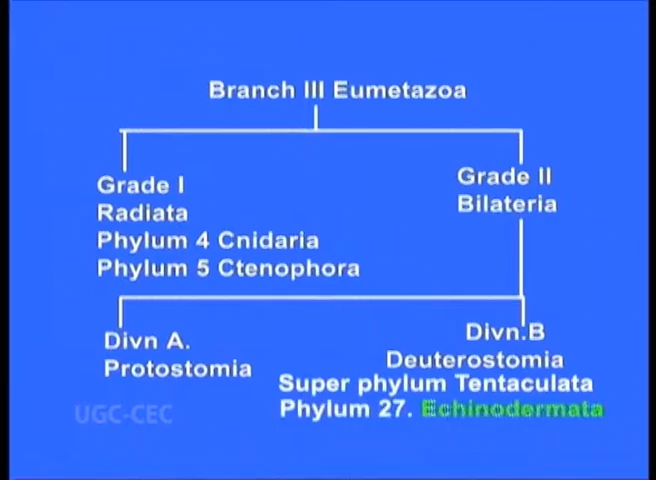 Branch III Eumetazoa
Grade I
Radiata
Phylum 4 Cnidaria
Phylum 5 Ctenophora
Grade II
Bilateria
Divn A.
Protostomia
Divn.B
Deuterostomia
Super phylum Tentaculata
Phylum 27. Echinodermata
UGC-CEC